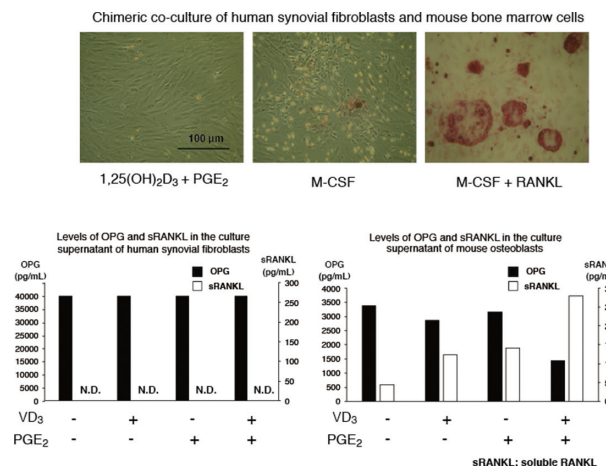 Chimeric co-culture of human synovial fibroblasts and mouse bone marrow cells
100 μm
1,25(OH)₂D₃ + PGE₂
M-CSF
M-CSF + RANKL
Levels of OPG and sRANKL in the culture
supernatant of human synovial fibroblasts
OPG
(pg/mL)
sRANKL
(pg/mL)
OPG
sRANKL
40000
35000
30000
25000
20000
15000
10000
5000
0
300
250
200
150
100
50
0
N.D. N.D. N.D. N.D.
VD₃ - + - +
PGE₂ - - + +
Levels of OPG and sRANKL in the culture
supernatant of mouse osteoblasts
OPG
(pg/mL)
OPG
sRANKL
4000
3500
3000
2500
2000
1500
1000
500
0
VD₃ - + - +
PGE₂ - - + +
sRANKL: soluble RANKL